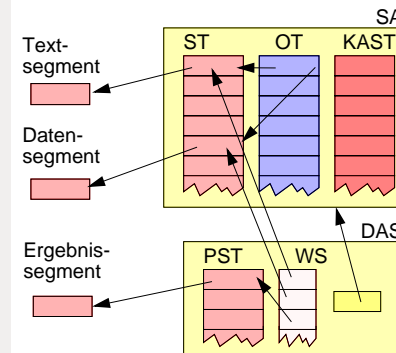 SA
Text-
segment
ST OT KAST
Daten-
segment
DAS
Ergebnis-
segment
PST WS